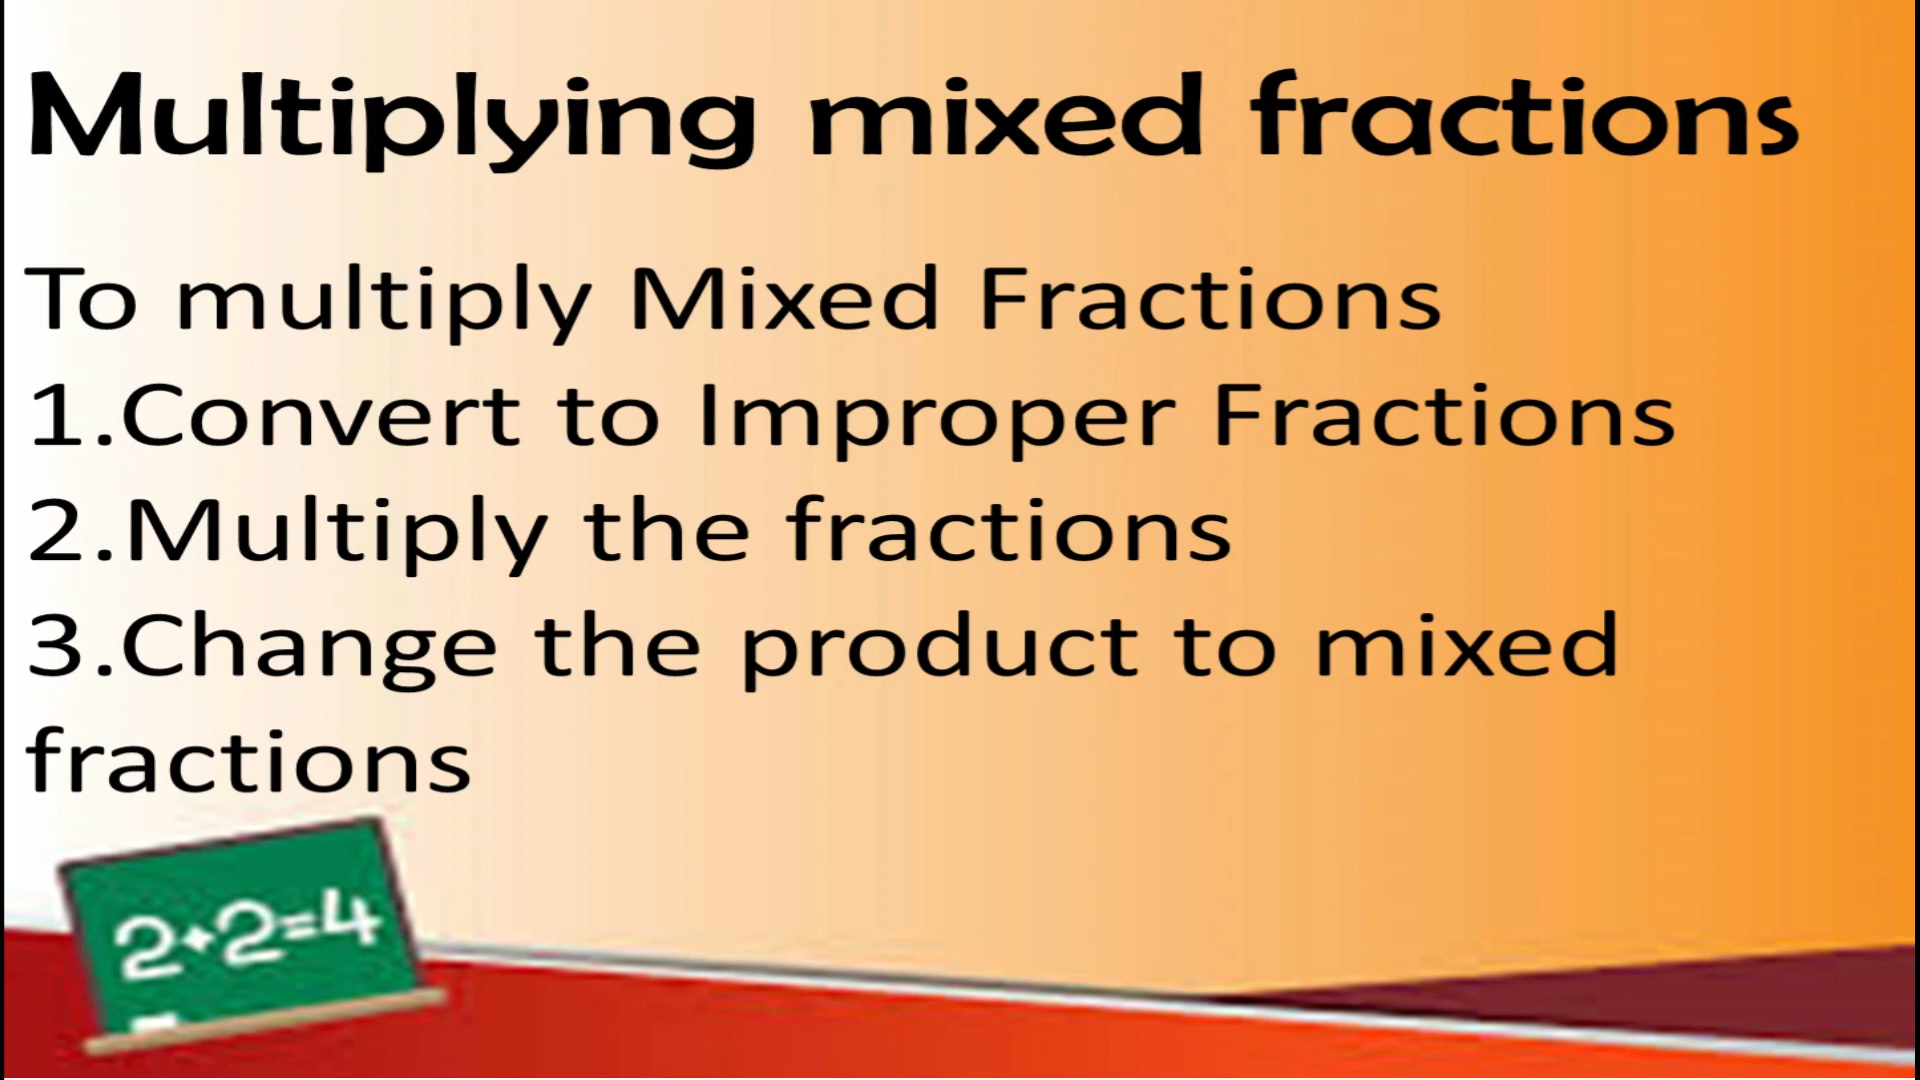 Multiplying mixed fractions
To multiply Mixed Fractions
1.Convert to Improper Fractions
2.Multiply the fractions
3.Change the product to mixed
fractions
2+2=4